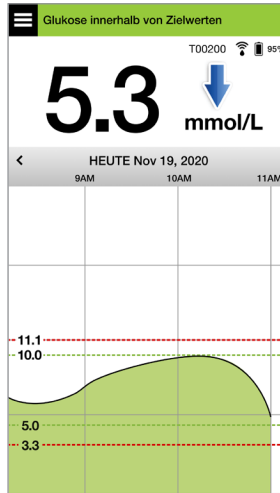 Glukose innerhalb von Zielwerten
T00200 95%
5.3
mmol/L
HEUTE Nov 19, 2020
9AM 10AM 11AM
11.1
10.0
5.0
3.3